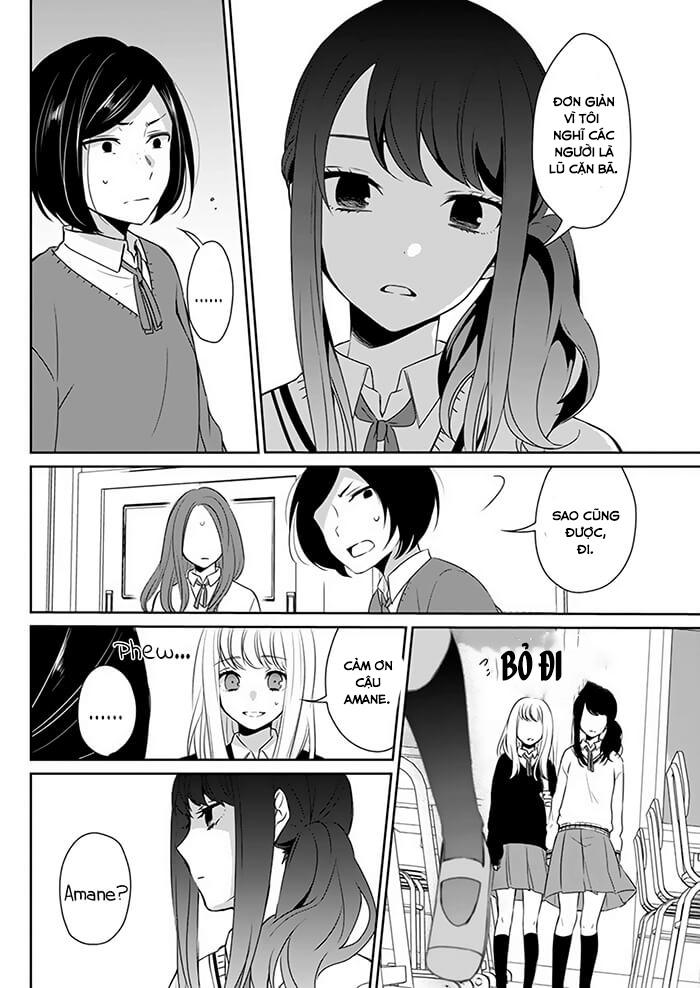 ĐƠN GIẢN
VÌ TÔI
NGHĨ CÁC
NGƯỜI LÀ
LŨ CẶN BÃ.
......
SAO CŨNG
ĐƯỢC,
ĐI.
BỎ ĐI
CẢM ƠN
CẬU
AMANE.
Phew...
......
Amane?